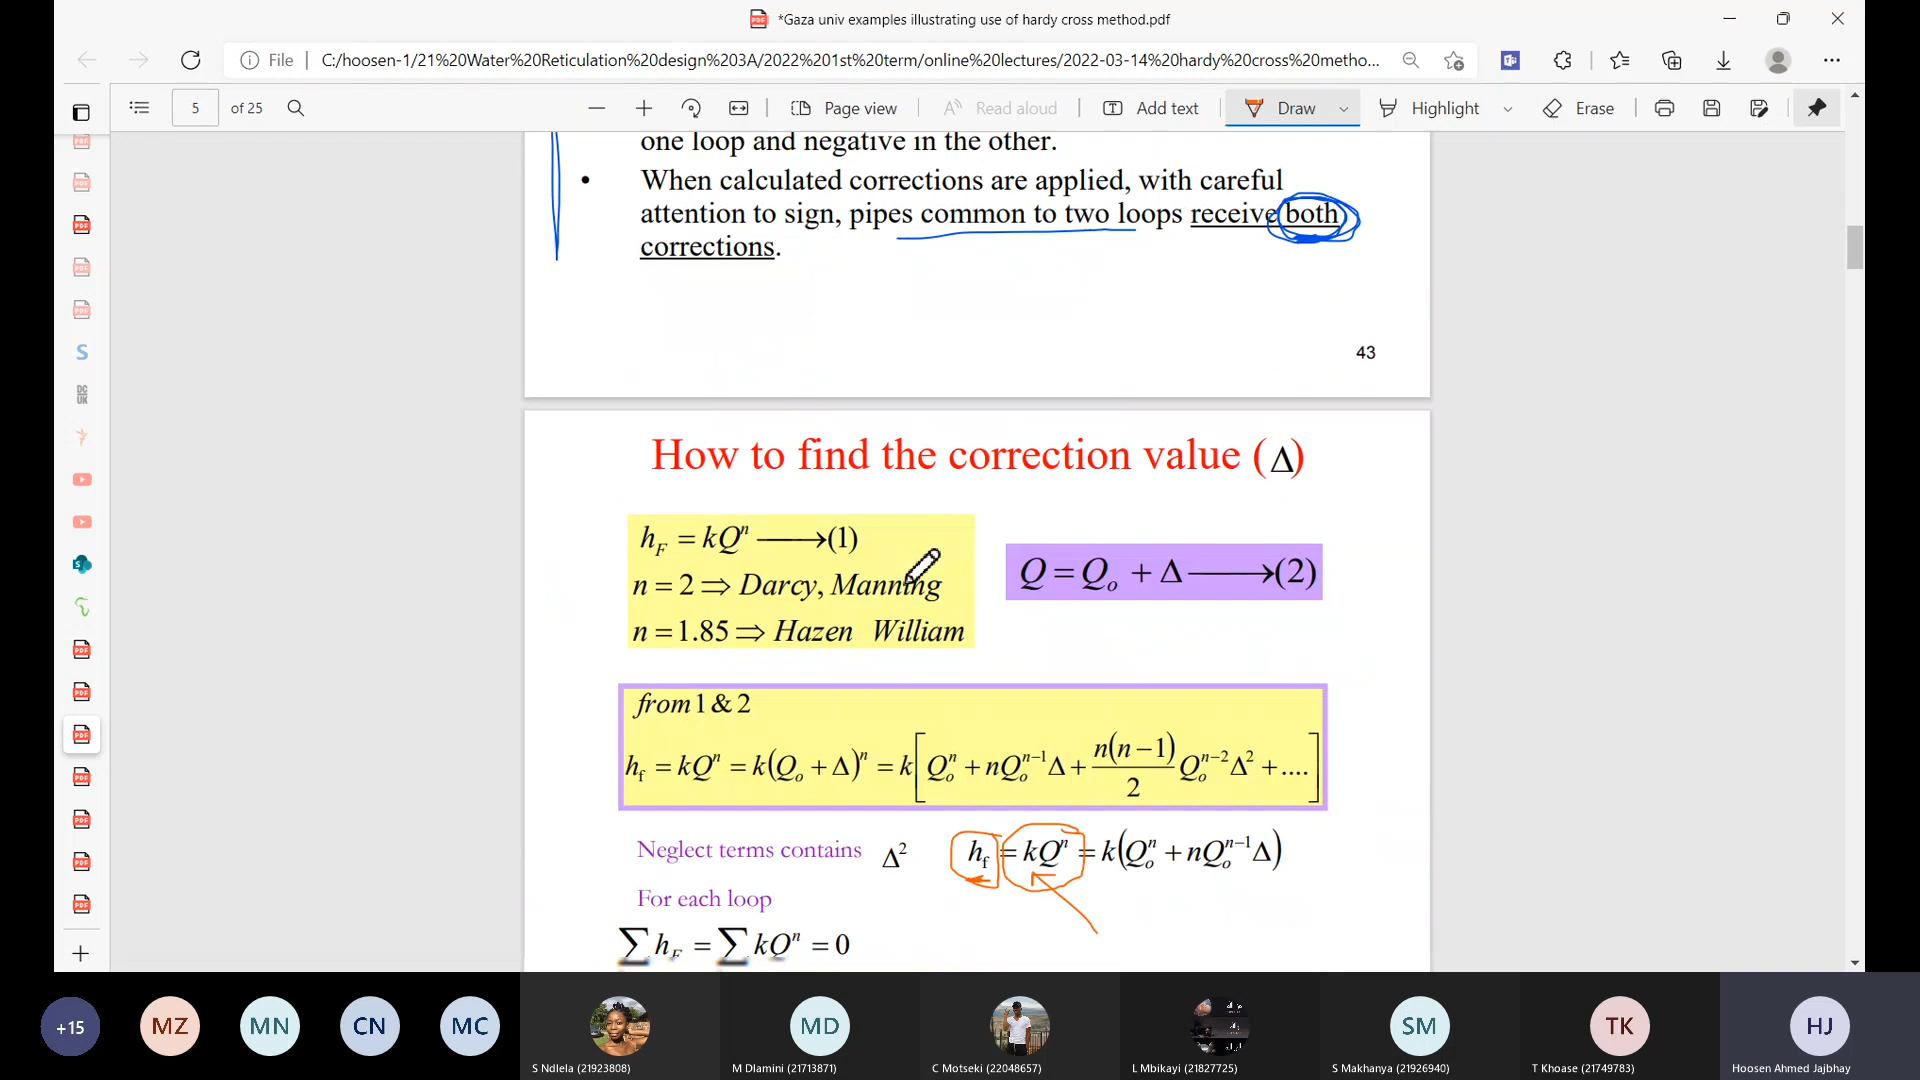 *Gaza univ examples illustrating use of hardy cross method.pdf
File C:/hoosen-1/21%20Water%20Reticulation%20design%203A/2022%201st%20term/online%20lectures/2022-03-14%20hardy%20cross%20metho...
5 of 25 Page view Read aloud Add text Draw Highlight Erase
one loop and negative in the other.
• When calculated corrections are applied, with careful
attention to sign, pipes common to two loops receive both
corrections.
43
How to find the correction value (Δ)
h_F = kQ^n ⟶(1)
n = 2 ⇒ Darcy, Manning
n = 1.85 ⇒ Hazen William
Q = Q_o + Δ ⟶(2)
from 1 & 2
h_f = kQ^n = k(Q_o + Δ)^n = k[Q_o^n + nQ_o^{n-1}Δ + n(n−1)/2 Q_o^{n-2}Δ^2 + ....]
Neglect terms contains Δ^2 h_f = kQ^n = k(Q_o^n + nQ_o^{n-1}Δ)
For each loop
∑h_F = ∑kQ^n = 0
S
DC
UK
+15 MZ MN CN MC MD SM TK HJ
S Ndlela (21923808) M Dlamini (21713871) C Motseki (22048657) L Mbikayi (21827725) S Makhanya (21926940) T Khoase (21749783) Hoosen Ahmed Jajbhay